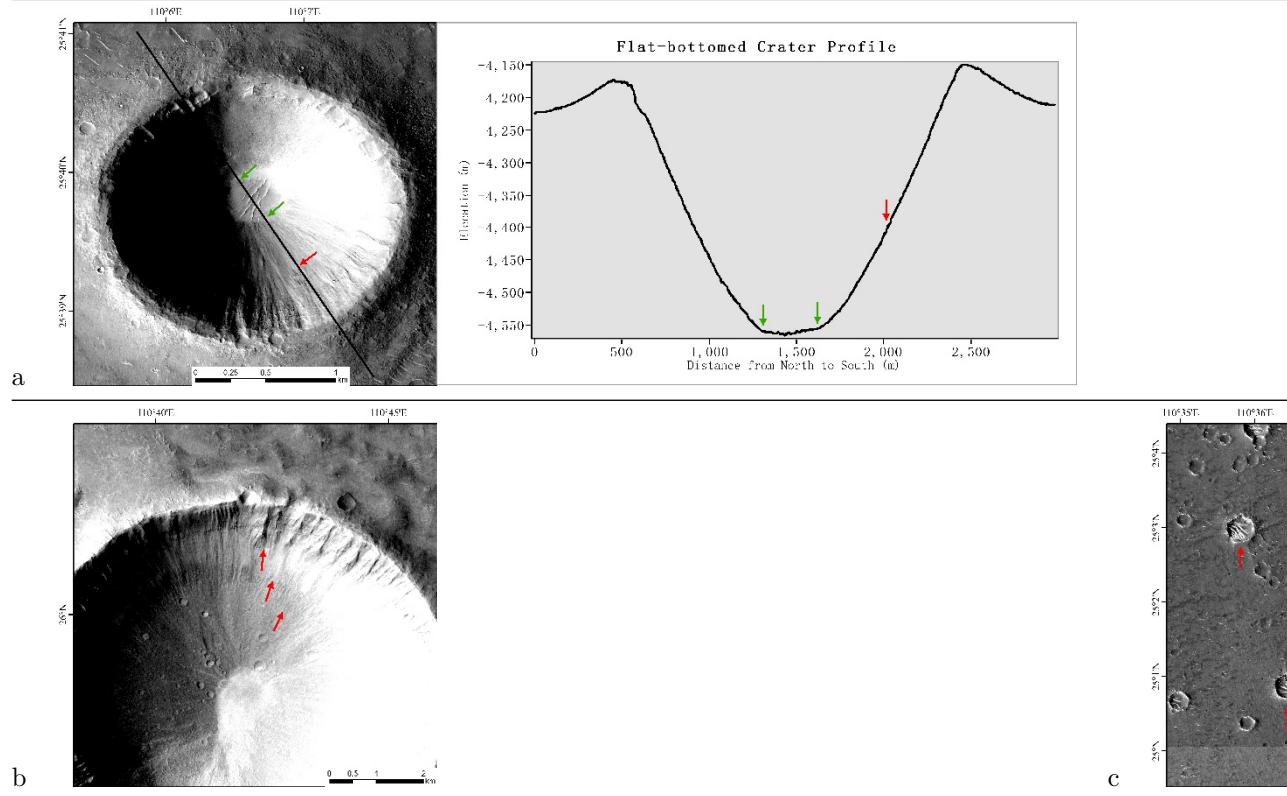 110°6'E 110°7'E
25°41'N
25°40'N
25°39'N
0 0.25 0.5 1
km
a
Flat-bottomed Crater Profile
Elecation (m)
-4,150
-4,200
-4,250
-4,300
-4,350
-4,400
-4,450
-4,500
-4,550
0 500 1,000 1,500 2,000 2,500
Distance from North to South (m)
110°40'E 110°45'E
26°N
0 0.5 1 2
km
b
110°35'E 110°36'E
25°4'N
25°3'N
25°2'N
25°1'N
25°N
c